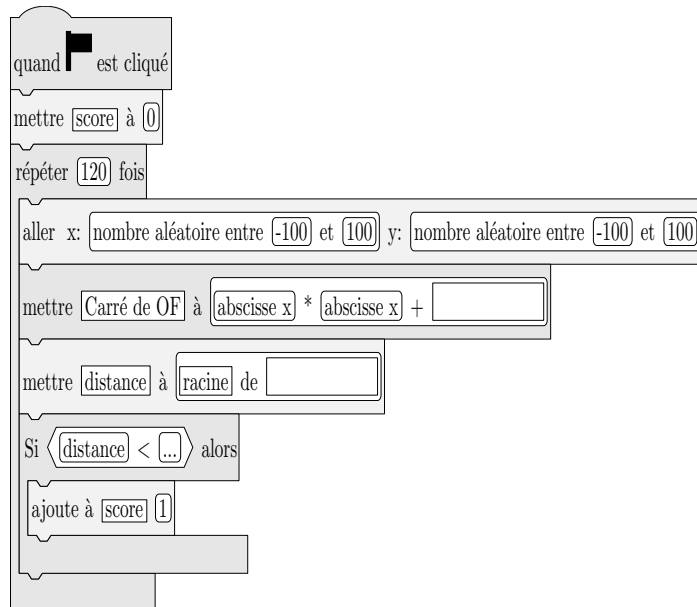 quand est cliqué
mettre score à 0
répéter 120 fois
aller x: nombre aléatoire entre -100 et 100 y: nombre aléatoire entre -100 et 100
mettre Carré de OF à abscisse x * abscisse x +
mettre distance à racine de
Si distance < ... alors
ajoute à score 1